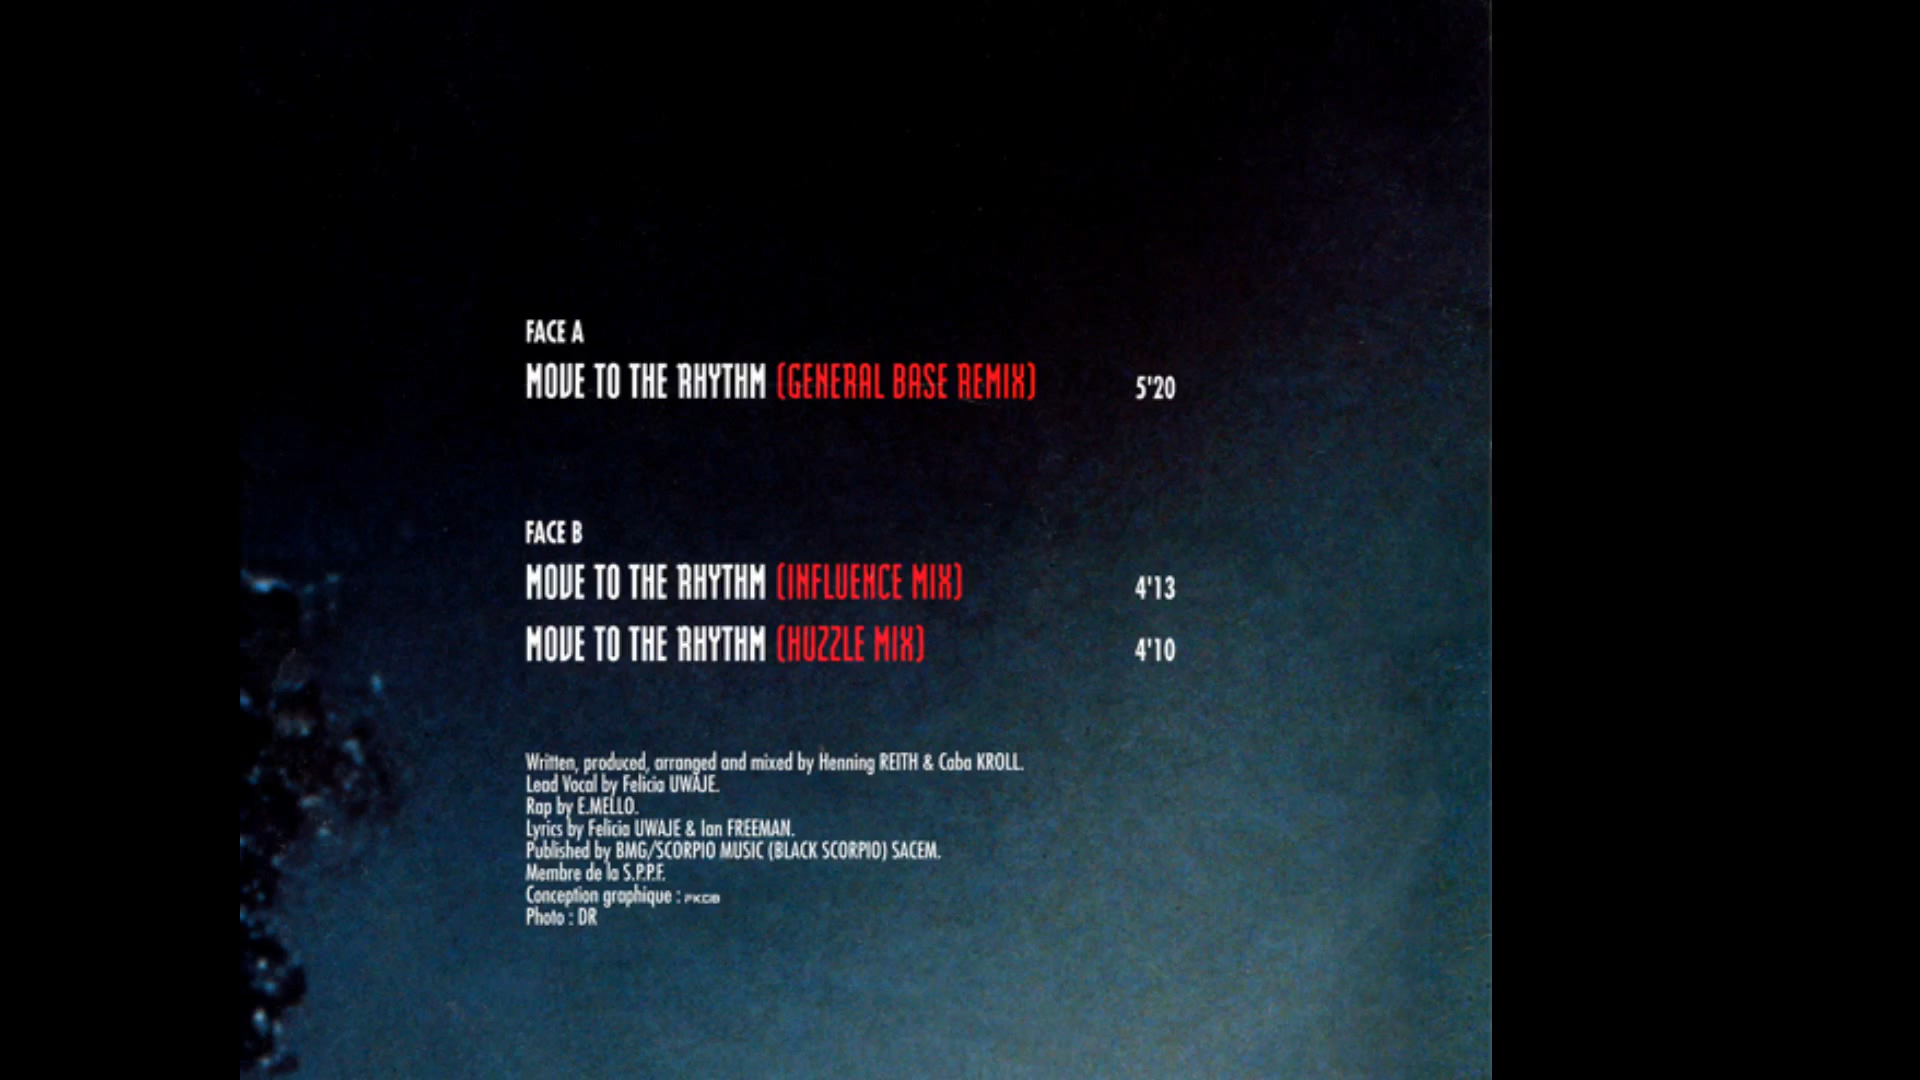 FACE A
MOVE TO THE RHYTHM (GENERAL BASE REMIX) 5'20
FACE B
MOVE TO THE RHYTHM (INFLUENCE MIX) 4'13
MOVE TO THE RHYTHM (HUZZLE MIX) 4'10
Written, produced, arranged and mixed by Henning REITH & Caba KROLL.
Lead Vocal by Felicia UWAJE.
Rap by E.MELLO.
Lyrics by Felicia UWAJE & Ian FREEMAN.
Published by BMG/SCORPIO MUSIC (BLACK SCORPIO) SACEM.
Membre de la S.P.P.F.
Conception graphique :
Photo : DR